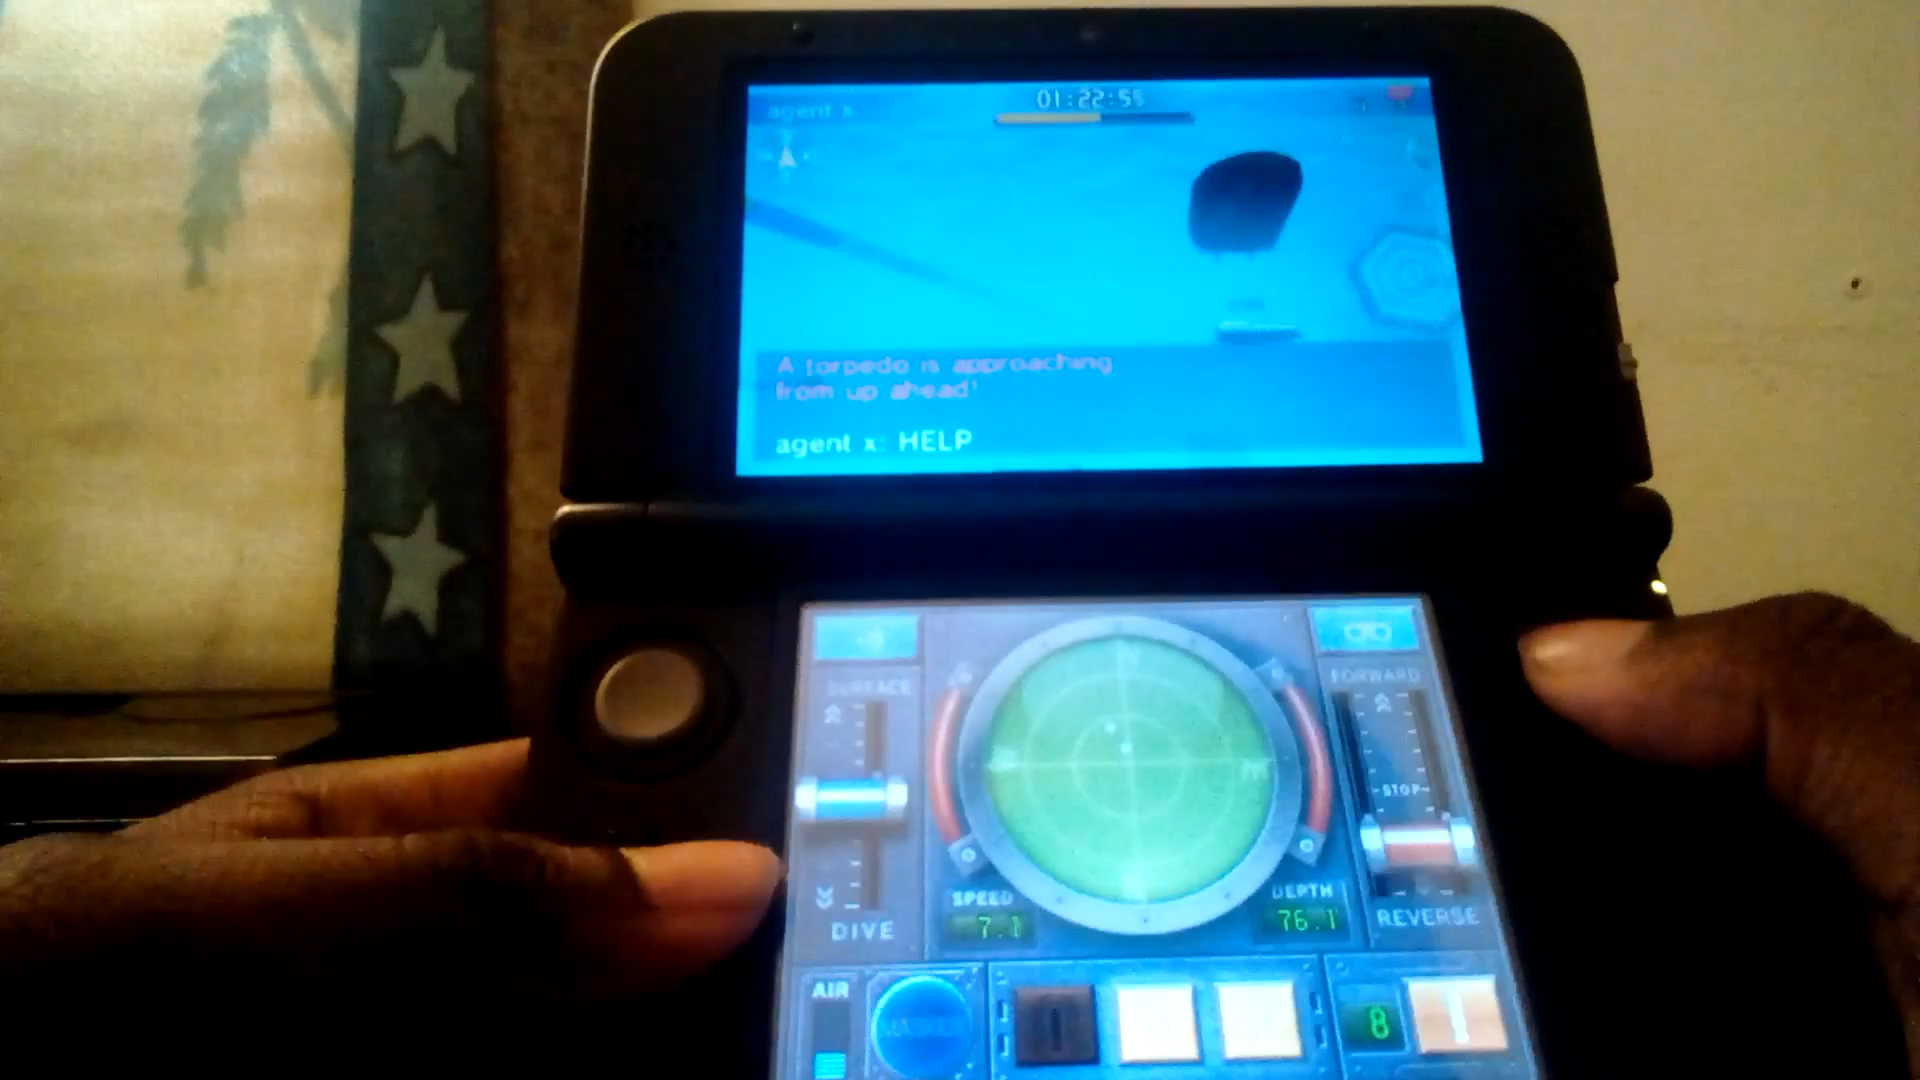 agent x
01:22:55
A torpedo is approaching
from up ahead!
agent x: HELP
SURFACE
FORWARD
-STOP-
SPEED
7.1
DEPTH
76.1
DIVE
REVERSE
AIR
MASKER
8